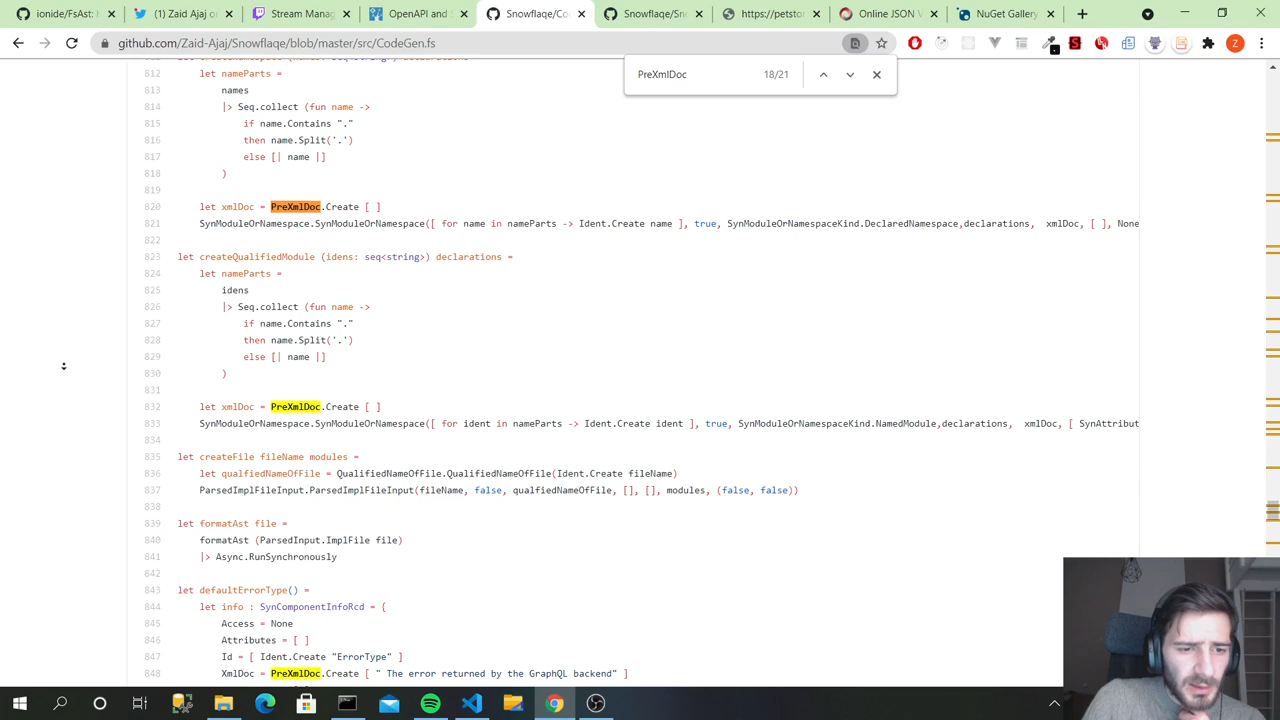 Zaid-Ajaj/
ionide/FsAst:
(1) Zaid Ajaj -
OpenAPI and S
Snowflaqe/Co
Snowflaqe/src
https://petstor
Online JSON V
NuGet Gallery
github.com/Zaid-Ajaj/Snowflaqe/blob/master/src/CodeGen.fs
Z
PreXmlDoc 18/21
812 let nameParts =
813 names
814 |> Seq.collect (fun name ->
815 if name.Contains "."
816 then name.Split('.')
817 else [| name |]
818 )
819
820 let xmlDoc = PreXmlDoc.Create [ ]
821 SynModuleOrNamespace.SynModuleOrNamespace([ for name in nameParts -> Ident.Create name ], true, SynModuleOrNamespaceKind.DeclaredNamespace,declarations, xmlDoc, [ ], None
822
823 let createQualifiedModule (idens: seq<string>) declarations =
824 let nameParts =
825 idens
826 |> Seq.collect (fun name ->
827 if name.Contains "."
828 then name.Split('.')
829 else [| name |]
830 )
831
832 let xmlDoc = PreXmlDoc.Create [ ]
833 SynModuleOrNamespace.SynModuleOrNamespace([ for ident in nameParts -> Ident.Create ident ], true, SynModuleOrNamespaceKind.NamedModule,declarations, xmlDoc, [ SynAttribut
834
835 let createFile fileName modules =
836 let qualfiedNameOfFile = QualifiedNameOfFile.QualifiedNameOfFile(Ident.Create fileName)
837 ParsedImplFileInput.ParsedImplFileInput(fileName, false, qualfiedNameOfFile, [], [], modules, (false, false))
838
839 let formatAst file =
840 formatAst (ParsedInput.ImplFile file)
841 |> Async.RunSynchronously
842
843 let defaultErrorType() =
844 let info : SynComponentInfoRcd = {
845 Access = None
846 Attributes = [ ]
847 Id = [ Ident.Create "ErrorType" ]
848 XmlDoc = PreXmlDoc.Create [ " The error returned by the GraphQL backend" ]